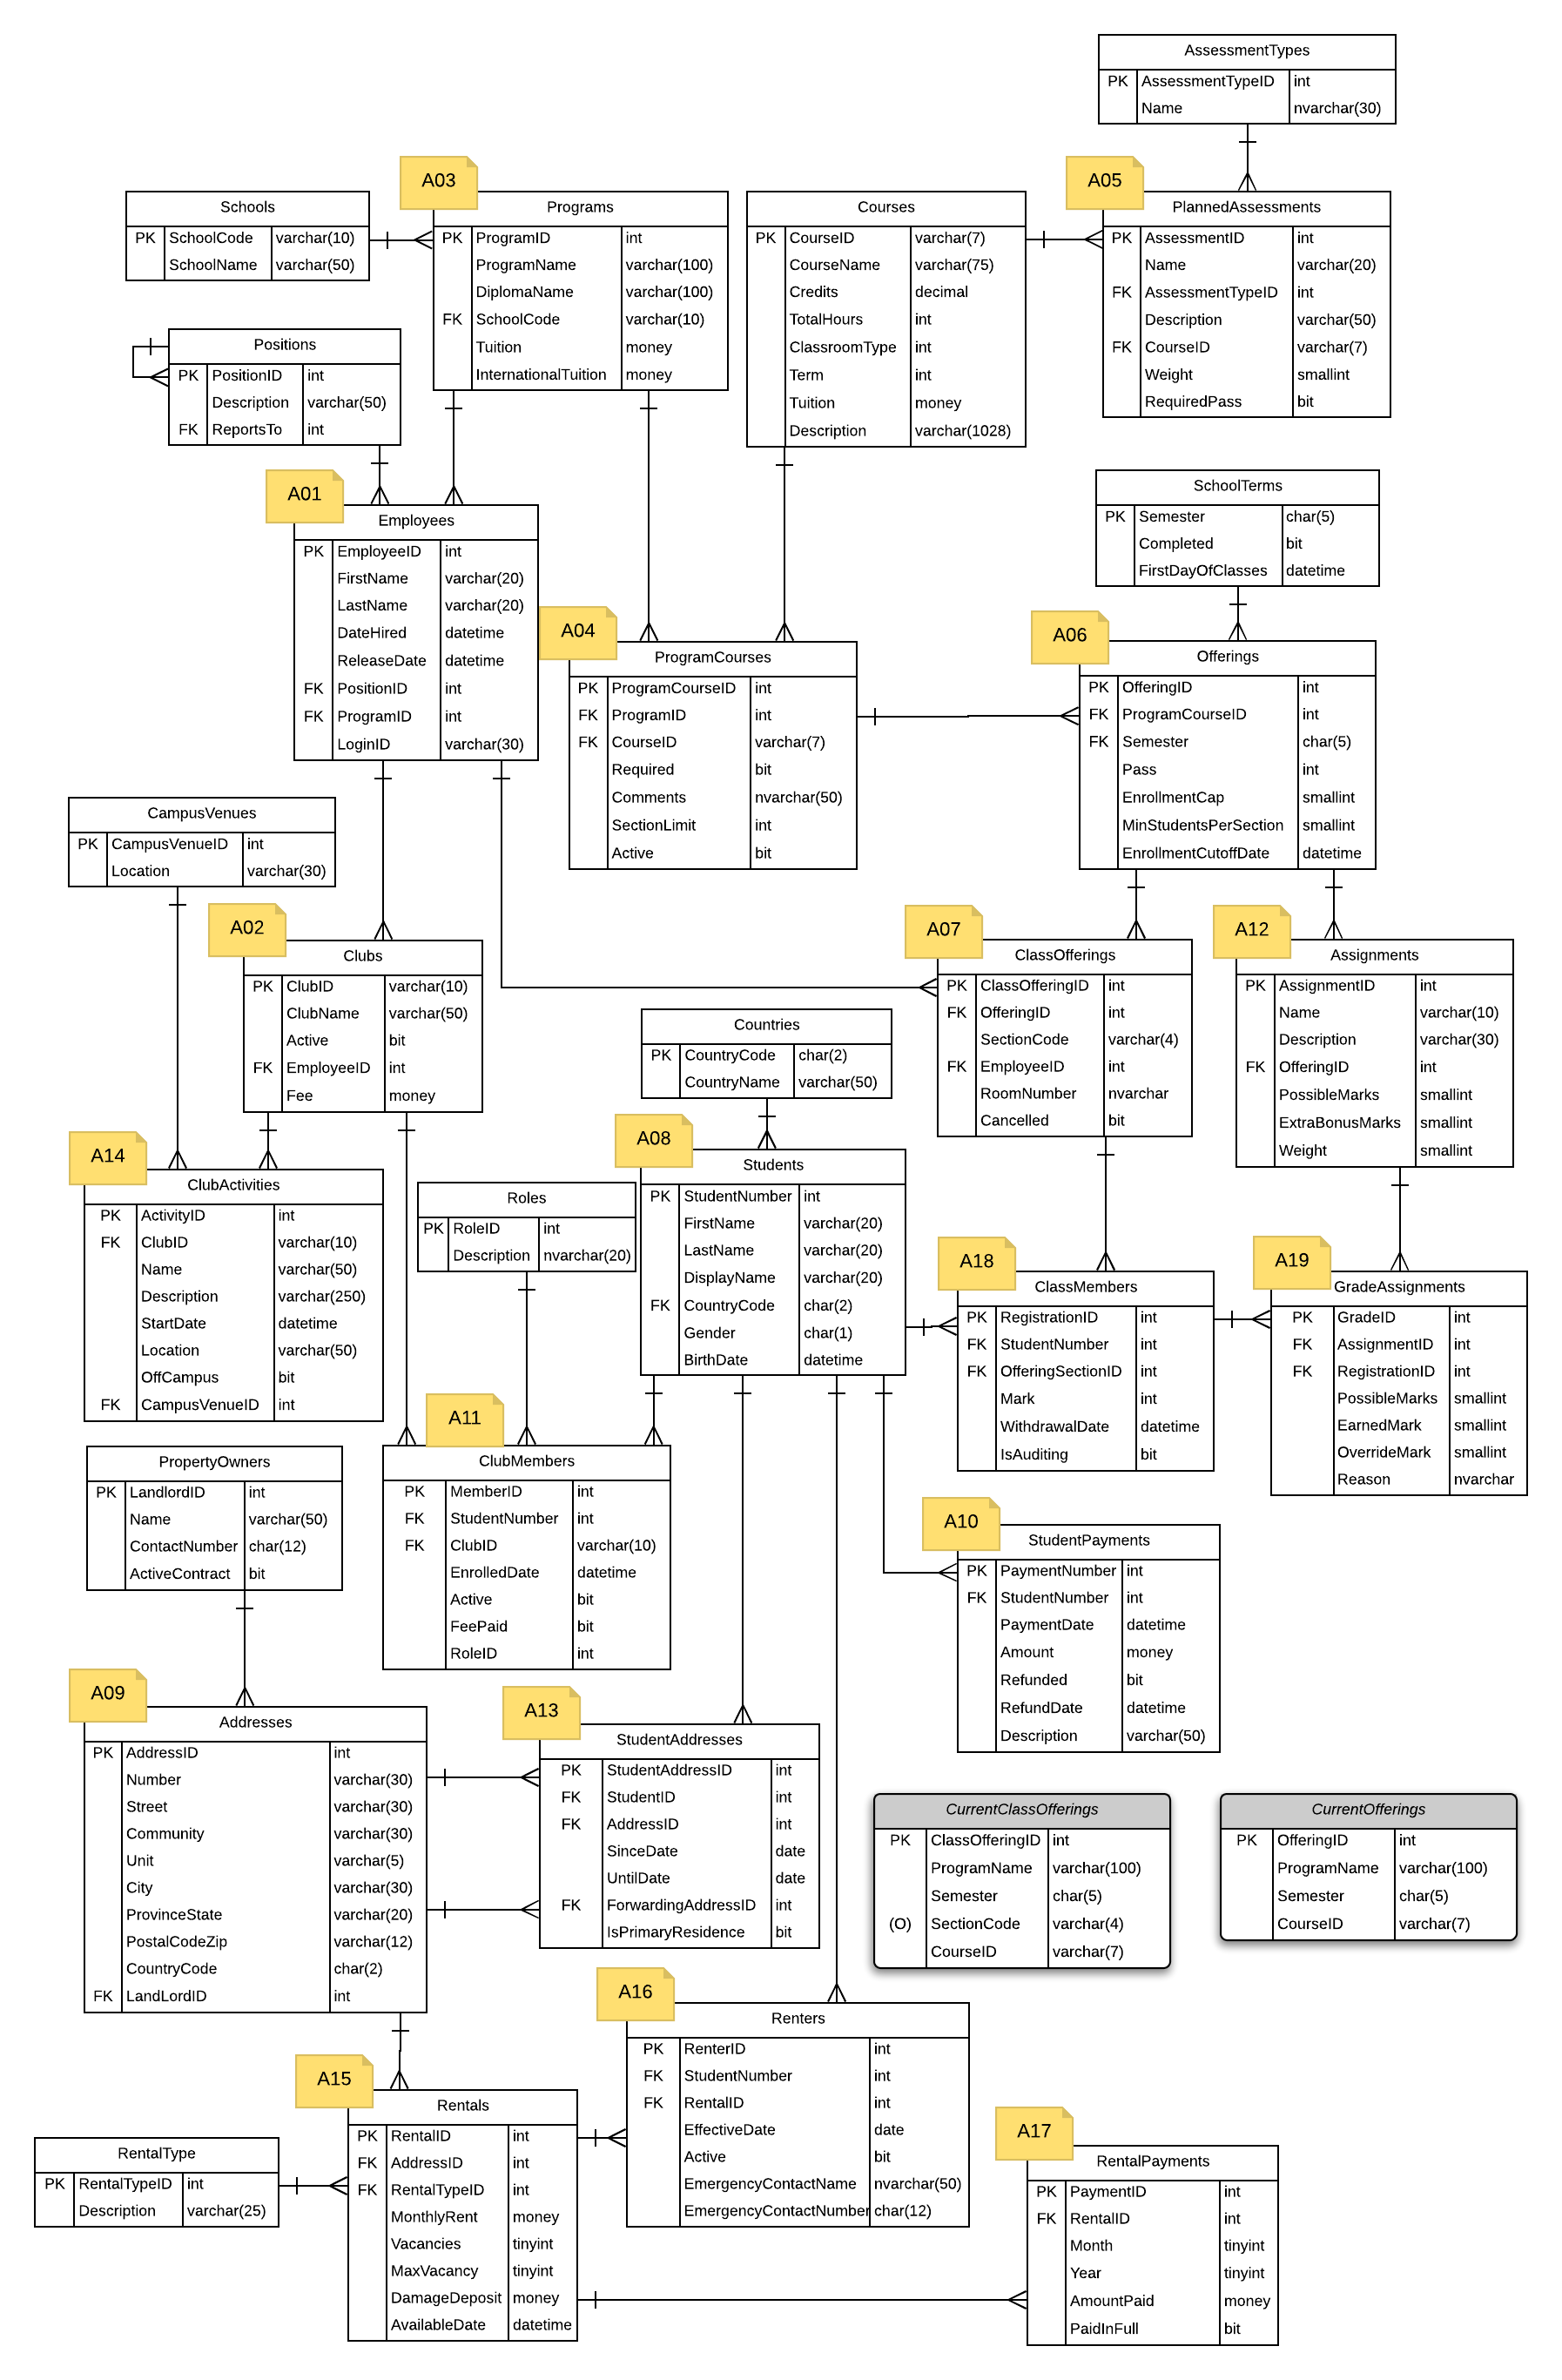 AssessmentTypes
PK AssessmentTypeID int
Name nvarchar(30)
A03
A05
Schools
PK SchoolCode varchar(10)
SchoolName varchar(50)
Programs
PK ProgramID int
ProgramName varchar(100)
DiplomaName varchar(100)
FK SchoolCode varchar(10)
Tuition money
InternationalTuition money
Courses
PK CourseID varchar(7)
CourseName varchar(75)
Credits decimal
TotalHours int
ClassroomType int
Term int
Tuition money
Description varchar(1028)
PlannedAssessments
PK AssessmentID int
Name varchar(20)
FK AssessmentTypeID int
Description varchar(50)
FK CourseID varchar(7)
Weight smallint
RequiredPass bit
Positions
PK PositionID int
Description varchar(50)
FK ReportsTo int
A01
Employees
PK EmployeeID int
FirstName varchar(20)
LastName varchar(20)
DateHired datetime
ReleaseDate datetime
FK PositionID int
FK ProgramID int
LoginID varchar(30)
SchoolTerms
PK Semester char(5)
Completed bit
FirstDayOfClasses datetime
A04
ProgramCourses
PK ProgramCourseID int
FK ProgramID int
FK CourseID varchar(7)
Required bit
Comments nvarchar(50)
SectionLimit int
Active bit
A06
Offerings
PK OfferingID int
FK ProgramCourseID int
FK Semester char(5)
Pass int
EnrollmentCap smallint
MinStudentsPerSection smallint
EnrollmentCutoffDate datetime
CampusVenues
PK CampusVenueID int
Location varchar(30)
A02
Clubs
PK ClubID varchar(10)
ClubName varchar(50)
Active bit
FK EmployeeID int
Fee money
A07
ClassOfferings
PK ClassOfferingID int
FK OfferingID int
SectionCode varchar(4)
FK EmployeeID int
RoomNumber nvarchar
Cancelled bit
A12
Assignments
PK AssignmentID int
Name varchar(10)
Description varchar(30)
FK OfferingID int
PossibleMarks smallint
ExtraBonusMarks smallint
Weight smallint
Countries
PK CountryCode char(2)
CountryName varchar(50)
A14
ClubActivities
PK ActivityID int
FK ClubID varchar(10)
Name varchar(50)
Description varchar(250)
StartDate datetime
Location varchar(50)
OffCampus bit
FK CampusVenueID int
Roles
PK RoleID int
Description nvarchar(20)
A08
Students
PK StudentNumber int
FirstName varchar(20)
LastName varchar(20)
DisplayName varchar(20)
FK CountryCode char(2)
Gender char(1)
BirthDate datetime
A18
ClassMembers
PK RegistrationID int
FK StudentNumber int
FK OfferingSectionID int
Mark int
WithdrawalDate datetime
IsAuditing bit
A19
GradeAssignments
PK GradeID int
FK AssignmentID int
FK RegistrationID int
PossibleMarks smallint
EarnedMark smallint
OverrideMark smallint
Reason nvarchar
PropertyOwners
PK LandlordID int
Name varchar(50)
ContactNumber char(12)
ActiveContract bit
A11
ClubMembers
PK MemberID int
FK StudentNumber int
FK ClubID varchar(10)
EnrolledDate datetime
Active bit
FeePaid bit
RoleID int
A10
StudentPayments
PK PaymentNumber int
FK StudentNumber int
PaymentDate datetime
Amount money
Refunded bit
RefundDate datetime
Description varchar(50)
A09
Addresses
PK AddressID int
Number varchar(30)
Street varchar(30)
Community varchar(30)
Unit varchar(5)
City varchar(30)
ProvinceState varchar(20)
PostalCodeZip varchar(12)
CountryCode char(2)
FK LandLordID int
A13
StudentAddresses
PK StudentAddressID int
FK StudentID int
FK AddressID int
SinceDate date
UntilDate date
FK ForwardingAddressID int
IsPrimaryResidence bit
CurrentClassOfferings
PK ClassOfferingID int
ProgramName varchar(100)
Semester char(5)
(O) SectionCode varchar(4)
CourseID varchar(7)
CurrentOfferings
PK OfferingID int
ProgramName varchar(100)
Semester char(5)
CourseID varchar(7)
A16
Renters
PK RenterID int
FK StudentNumber int
FK RentalID int
EffectiveDate date
Active bit
EmergencyContactName nvarchar(50)
EmergencyContactNumber char(12)
A15
Rentals
PK RentalID int
FK AddressID int
FK RentalTypeID int
MonthlyRent money
Vacancies tinyint
MaxVacancy tinyint
DamageDeposit money
AvailableDate datetime
RentalType
PK RentalTypeID int
Description varchar(25)
A17
RentalPayments
PK PaymentID int
FK RentalID int
Month tinyint
Year tinyint
AmountPaid money
PaidInFull bit